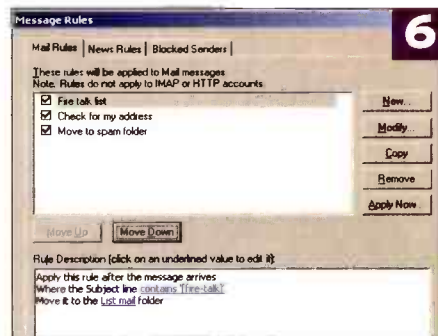 Message Rules
6
Mail Rules News Rules Blocked Senders
These rules will be applied to Mail messages
Note. Rules do not apply to IMAP or HTTP accounts
Fire talk list
Check for my address
Move to spam folder
New...
Modify...
Copy
Remove
Apply Now...
Move Up Move Down
Rule Description (click on an underlined value to edit it):
Apply this rule after the message arrives
Where the Subject line contains '[fire-talk]'
Move it to the List mail folder